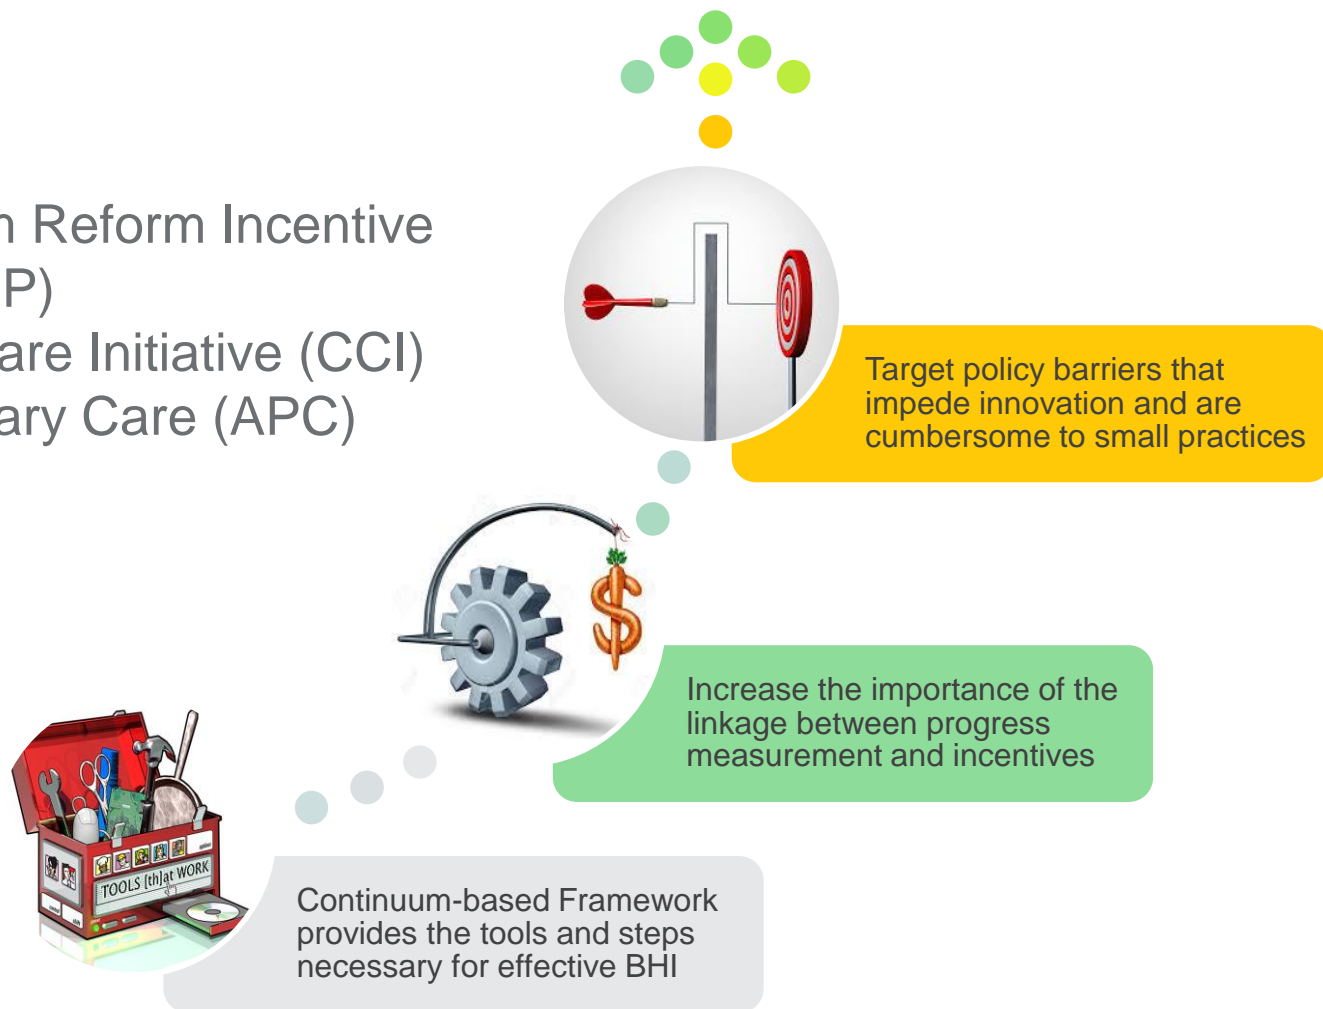 n Reform Incentive
P)
are Initiative (CCI)
ary Care (APC)
Target policy barriers that
impede innovation and are
cumbersome to small practices
Increase the importance of the
linkage between progress
measurement and incentives
TOOLS [th]at WORK
Continuum-based Framework
provides the tools and steps
necessary for effective BHI